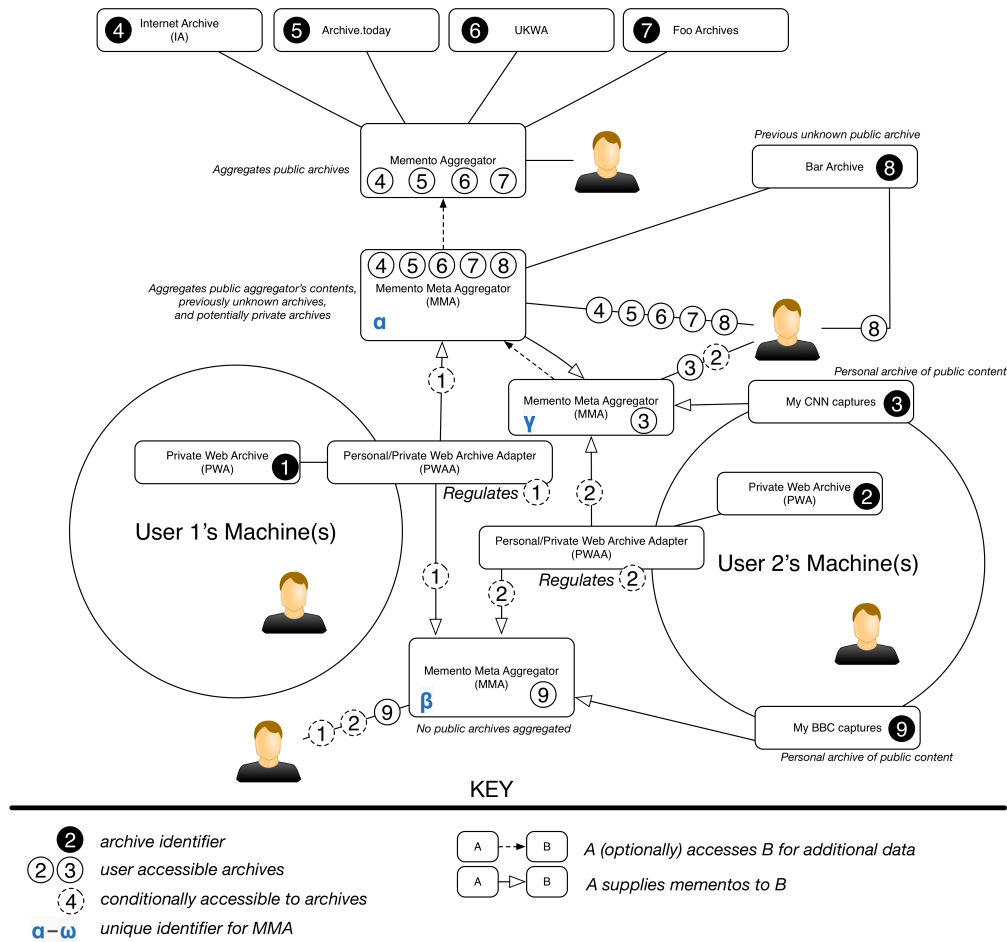 4 Internet Archive
(IA)
5 Archive.today
6 UKWA
7 Foo Archives
Previous unknown public archive
Bar Archive 8
Aggregates public archives
Memento Aggregator
4 5 6 7
4 5 6 7 8
Memento Meta Aggregator
(MMA)
α
Aggregates public aggregator's contents,
previously unknown archives,
and potentially private archives
4 5 6 7 8
8
3 2
1
Memento Meta Aggregator
(MMA)
γ 3
Personal archive of public content
My CNN captures 3
Private Web Archive
(PWA)
1
Personal/Private Web Archive Adapter
(PWAA)
Regulates 1
2
Private Web Archive
(PWA)
2
User 1's Machine(s)
Personal/Private Web Archive Adapter
(PWAA)
Regulates 2
User 2's Machine(s)
1
2
Memento Meta Aggregator
(MMA)
β 9
No public archives aggregated
1 2 9
My BBC captures 9
Personal archive of public content
KEY
2 archive identifier
2 3 user accessible archives
4 conditionally accessible to archives
α–ω unique identifier for MMA
A B A (optionally) accesses B for additional data
A B A supplies mementos to B